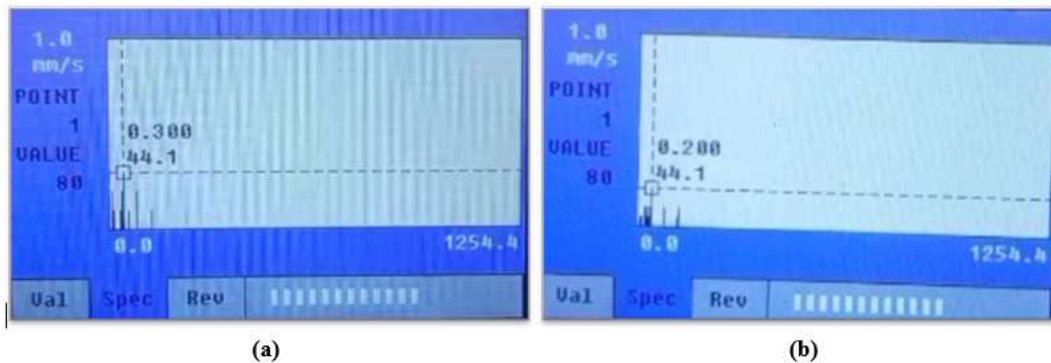 1.0
mm/s
POINT
1
VALUE
80
0.300
44.1
0.0
1254.4
Val
Spec
Rev
1.0
mm/s
POINT
1
VALUE
80
0.200
44.1
0.0
1254.4
Val
Spec
Rev
(a)
(b)